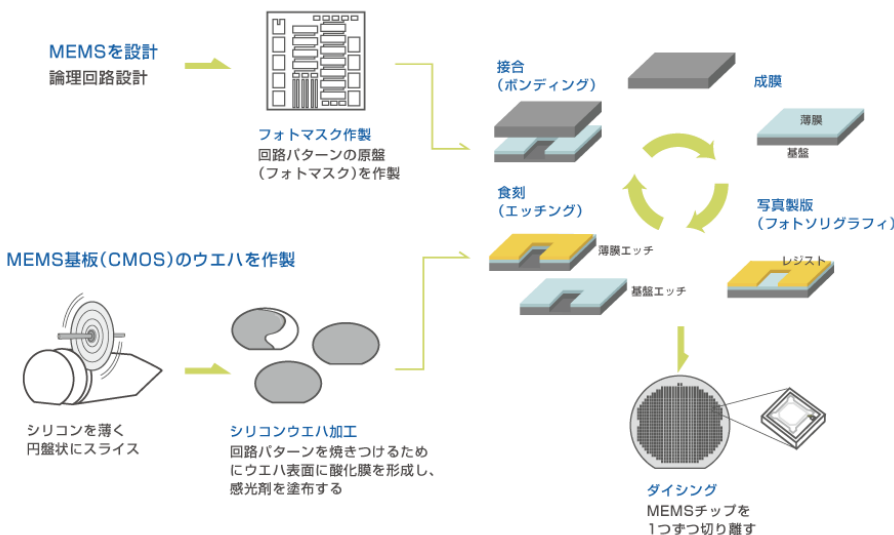 MEMSを設計
論理回路設計
フォトマスク作製
回路パターンの原盤
(フォトマスク)を作製
MEMS基板(CMOS)のウエハを作製
シリコンを薄く
円盤状にスライス
シリコンウエハ加工
回路パターンを焼きつけるため
にウエハ表面に酸化膜を形成し、
感光剤を塗布する
接合
(ボンディング)
成膜
薄膜
基盤
食刻
(エッチング)
薄膜エッチ
基盤エッチ
写真製版
(フォトソリグラフィ)
レジスト
ダイシング
MEMSチップを
1つずつ切り離す